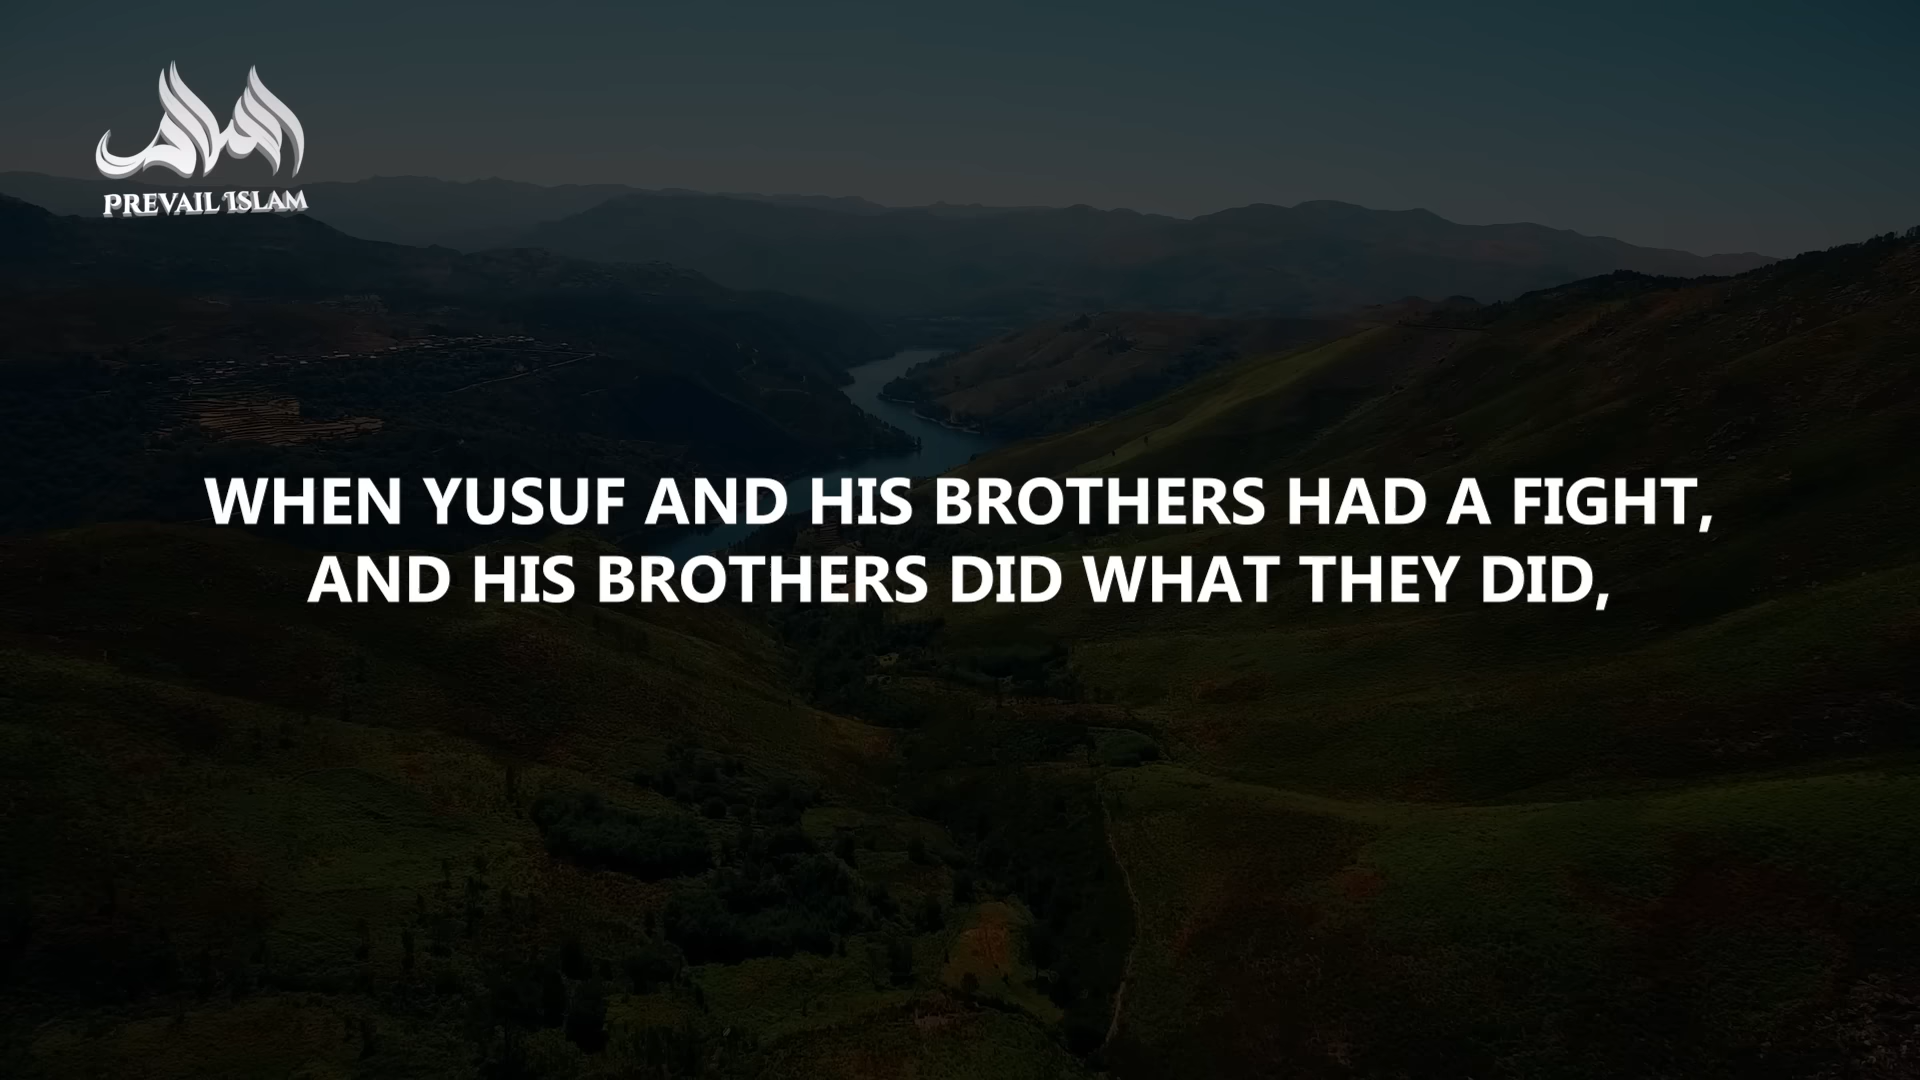 PREVAIL ISLAM
WHEN YUSUF AND HIS BROTHERS HAD A FIGHT,
AND HIS BROTHERS DID WHAT THEY DID,